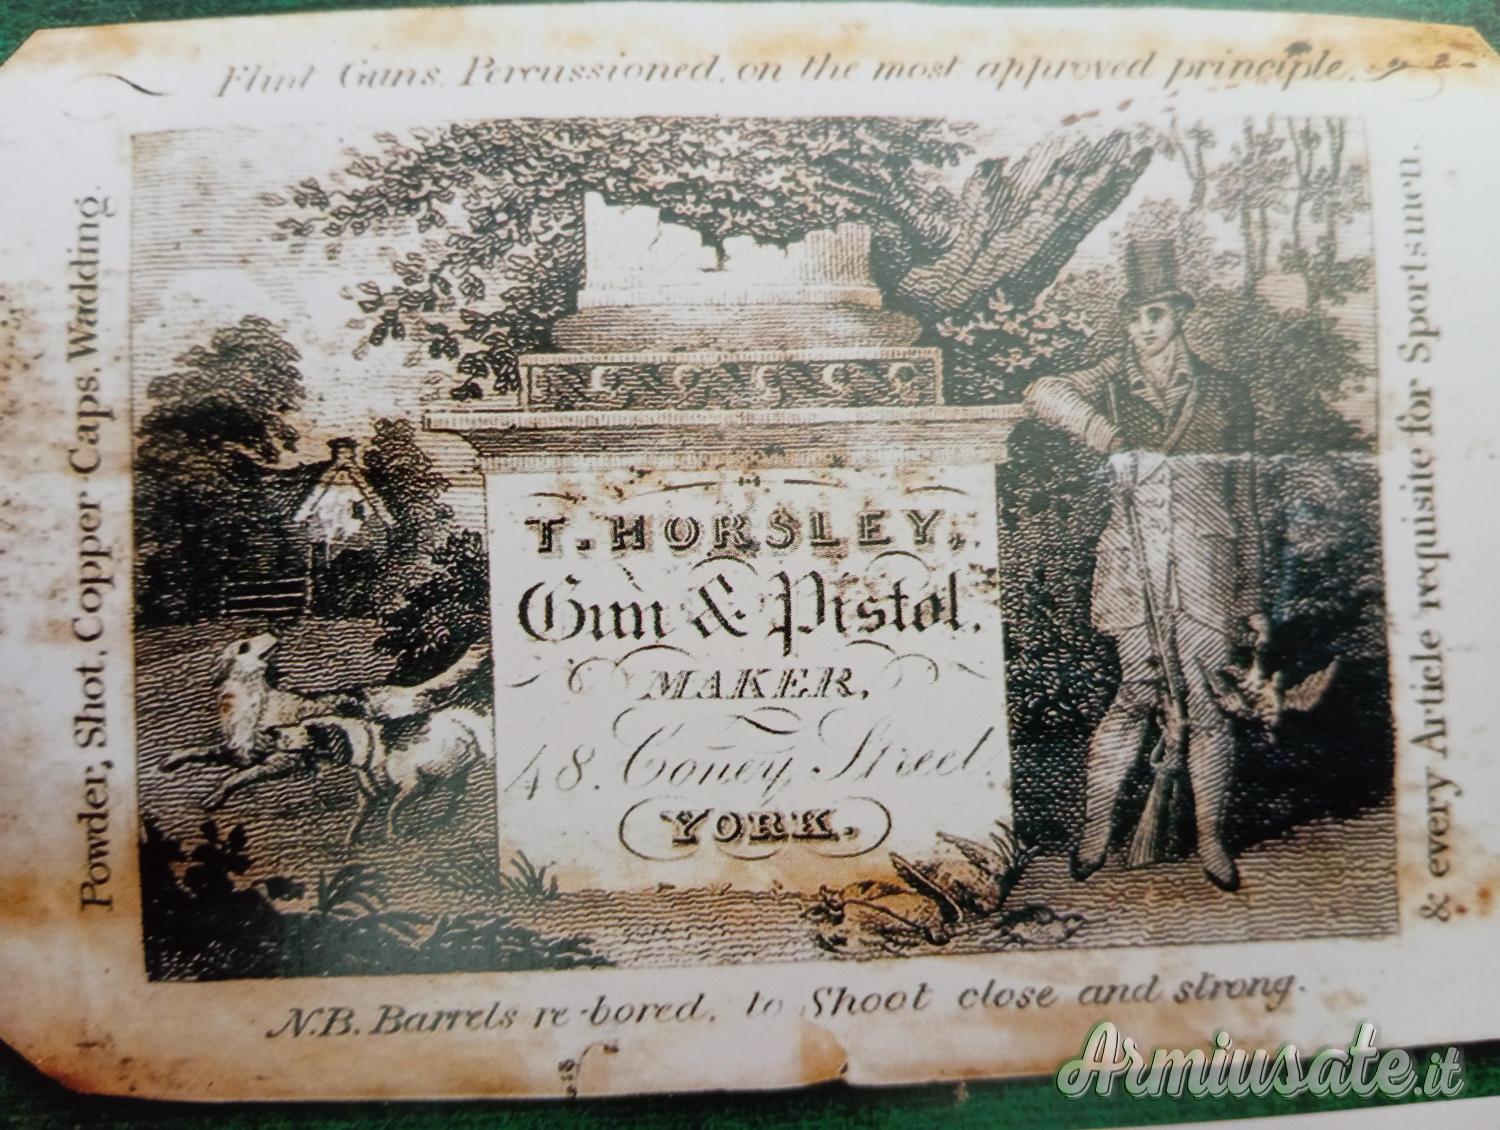 Flint Guns, Percussioned, on the most approved principle.
Powder, Shot, Copper Caps, Wadding.
T. HORSLEY,
Gun & Pistol.
MAKER,
48. Coney Street.
YORK.
& every Article requisite for Sportsmen.
N.B. Barrels re-bored, to Shoot close and strong.
Armiusate.it